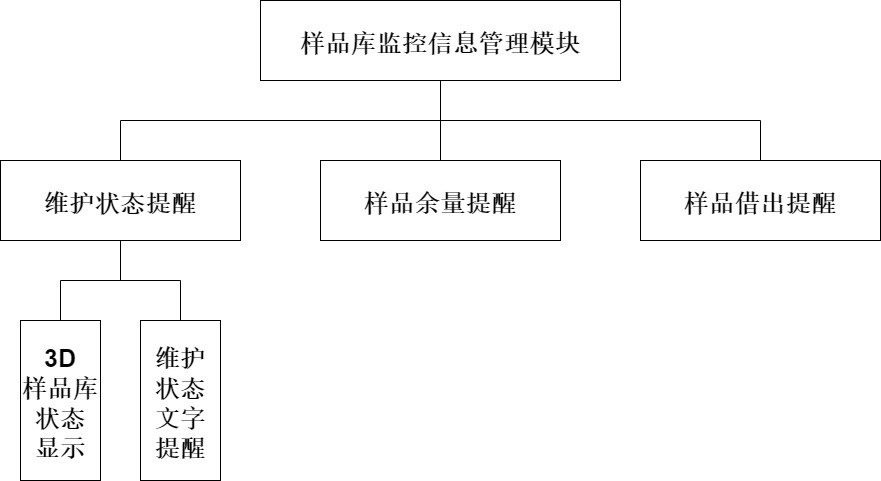 样品库监控信息管理模块
维护状态提醒
样品余量提醒
样品借出提醒
3D
样品库
状态
显示
维护
状态
文字
提醒